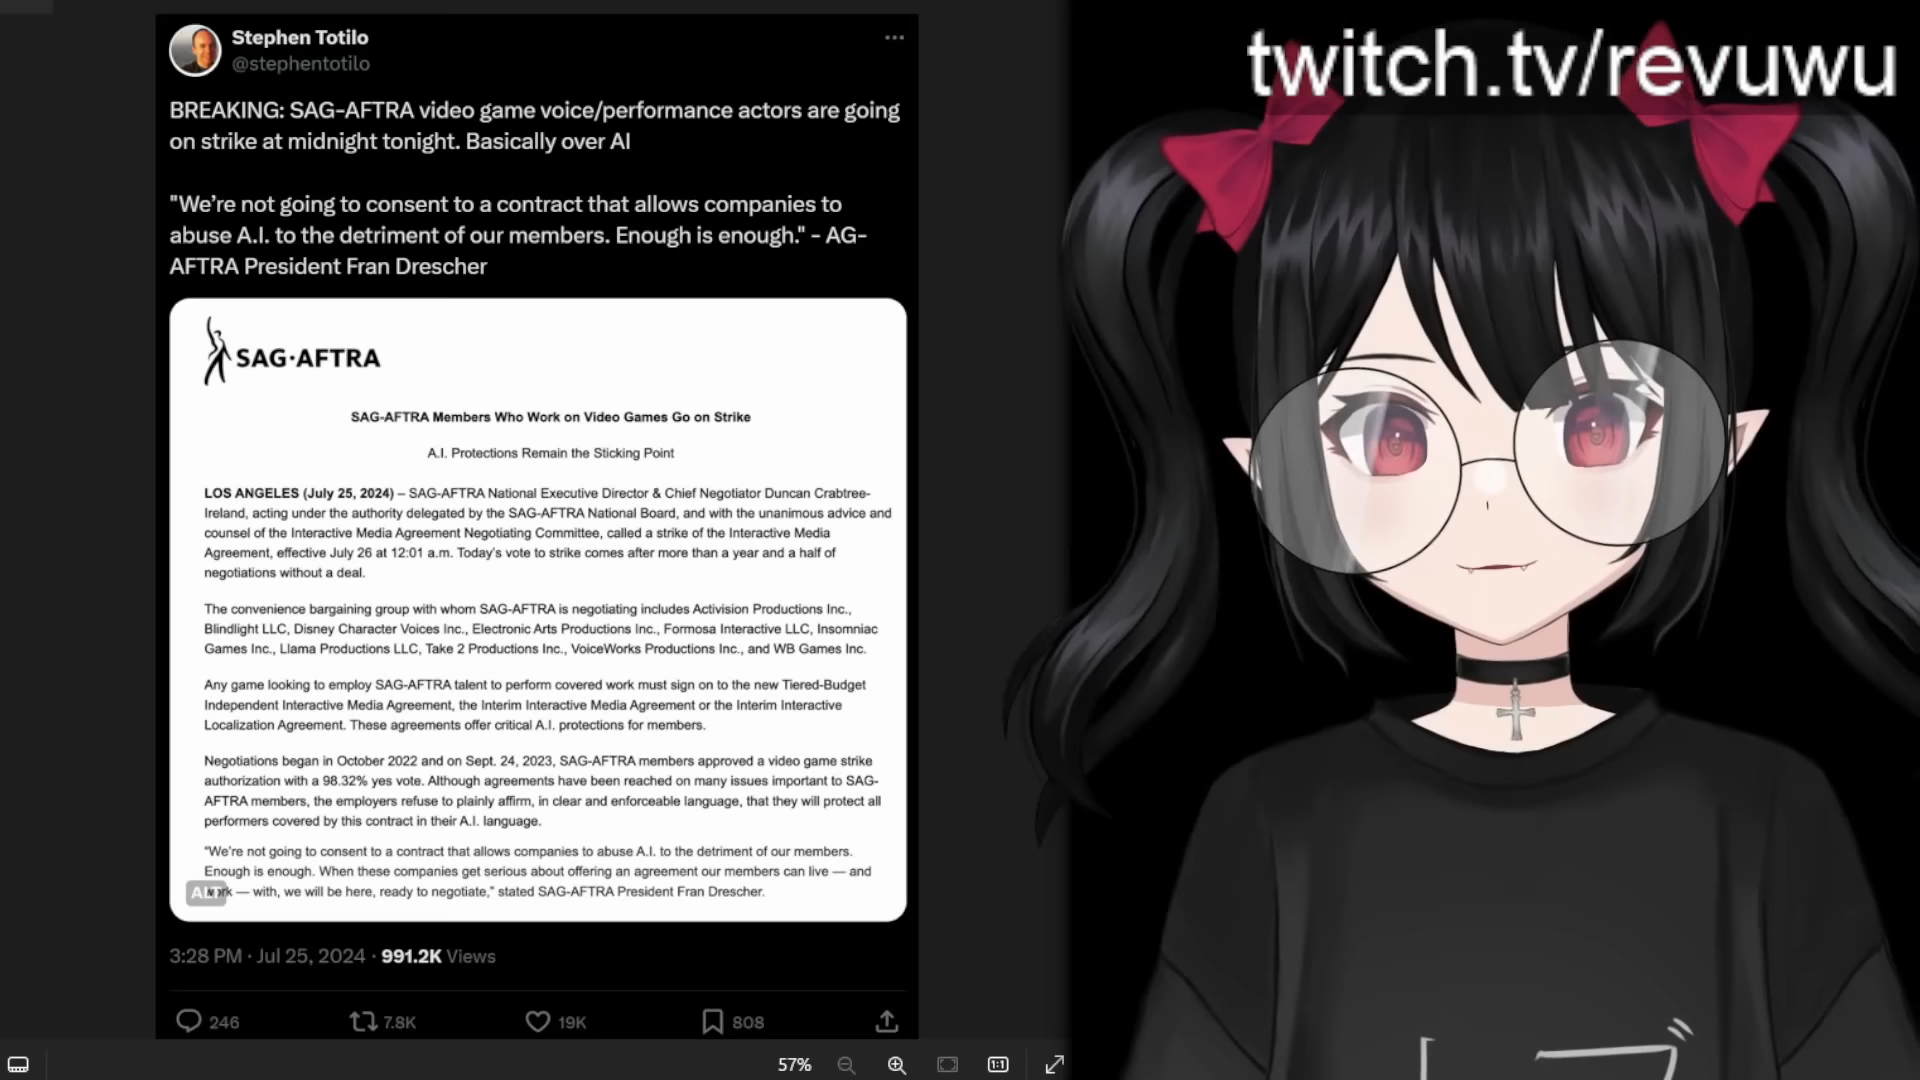 twitch.tv/revuwu
Stephen Totilo
@stephentotilo
BREAKING: SAG-AFTRA video game voice/performance actors are going
on strike at midnight tonight. Basically over AI
"We're not going to consent to a contract that allows companies to
abuse A.I. to the detriment of our members. Enough is enough." - AG-
AFTRA President Fran Drescher
SAG·AFTRA
SAG-AFTRA Members Who Work on Video Games Go on Strike
A.I. Protections Remain the Sticking Point
LOS ANGELES (July 25, 2024) – SAG-AFTRA National Executive Director & Chief Negotiator Duncan Crabtree-
Ireland, acting under the authority delegated by the SAG-AFTRA National Board, and with the unanimous advice and
counsel of the Interactive Media Agreement Negotiating Committee, called a strike of the Interactive Media
Agreement, effective July 26 at 12:01 a.m. Today's vote to strike comes after more than a year and a half of
negotiations without a deal.
The convenience bargaining group with whom SAG-AFTRA is negotiating includes Activision Productions Inc.,
Blindlight LLC, Disney Character Voices Inc., Electronic Arts Productions Inc., Formosa Interactive LLC, Insomniac
Games Inc., Llama Productions LLC, Take 2 Productions Inc., VoiceWorks Productions Inc., and WB Games Inc.
Any game looking to employ SAG-AFTRA talent to perform covered work must sign on to the new Tiered-Budget
Independent Interactive Media Agreement, the Interim Interactive Media Agreement or the Interim Interactive
Localization Agreement. These agreements offer critical A.I. protections for members.
Negotiations began in October 2022 and on Sept. 24, 2023, SAG-AFTRA members approved a video game strike
authorization with a 98.32% yes vote. Although agreements have been reached on many issues important to SAG-
AFTRA members, the employers refuse to plainly affirm, in clear and enforceable language, that they will protect all
performers covered by this contract in their A.I. language.
"We're not going to consent to a contract that allows companies to abuse A.I. to the detriment of our members.
Enough is enough. When these companies get serious about offering an agreement our members can live — and
work — with, we will be here, ready to negotiate," stated SAG-AFTRA President Fran Drescher.
ALT
3:28 PM · Jul 25, 2024 · 991.2K Views
246 7.8K 19K 808
57% 1:1